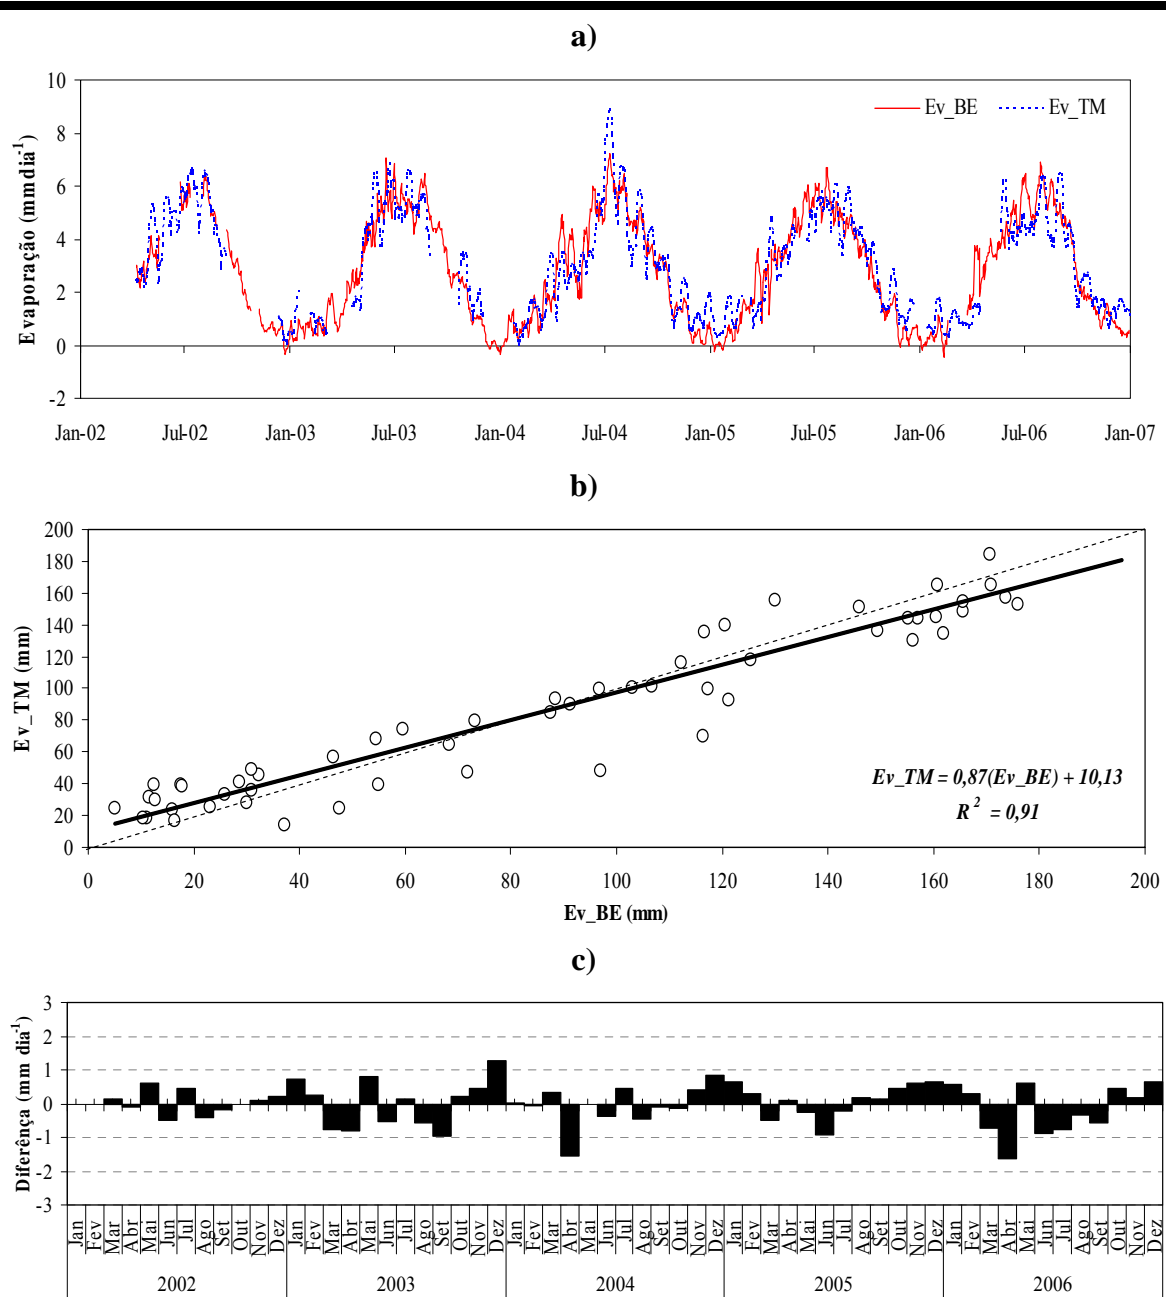 a)
10
8
6
4
2
0
-2
Evaporação (mmdia⁻¹)
Ev_BE Ev_TM
Jan-02 Jul-02 Jan-03 Jul-03 Jan-04 Jul-04 Jan-05 Jul-05 Jan-06 Jul-06 Jan-07
b)
200
180
160
140
120
100
80
60
40
20
0
Ev_TM (mm)
Ev_TM = 0,87(Ev_BE) + 10,13
R² = 0,91
0 20 40 60 80 100 120 140 160 180 200
Ev_BE (mm)
c)
3
2
1
0
-1
-2
-3
Diferênça (mm dia⁻¹)
Jan Fev Mar Abr Mai Jun Jul Ago Set Out Nov Dez Jan Fev Mar Abr Mai Jun Jul Ago Set Out Nov Dez Jan Fev Mar Abr Mai Jun Jul Ago Set Out Nov Dez Jan Fev Mar Abr Mai Jun Jul Ago Set Out Nov Dez Jan Fev Mar Abr Mai Jun Jul Ago Set Out Nov Dez
2002 2003 2004 2005 2006